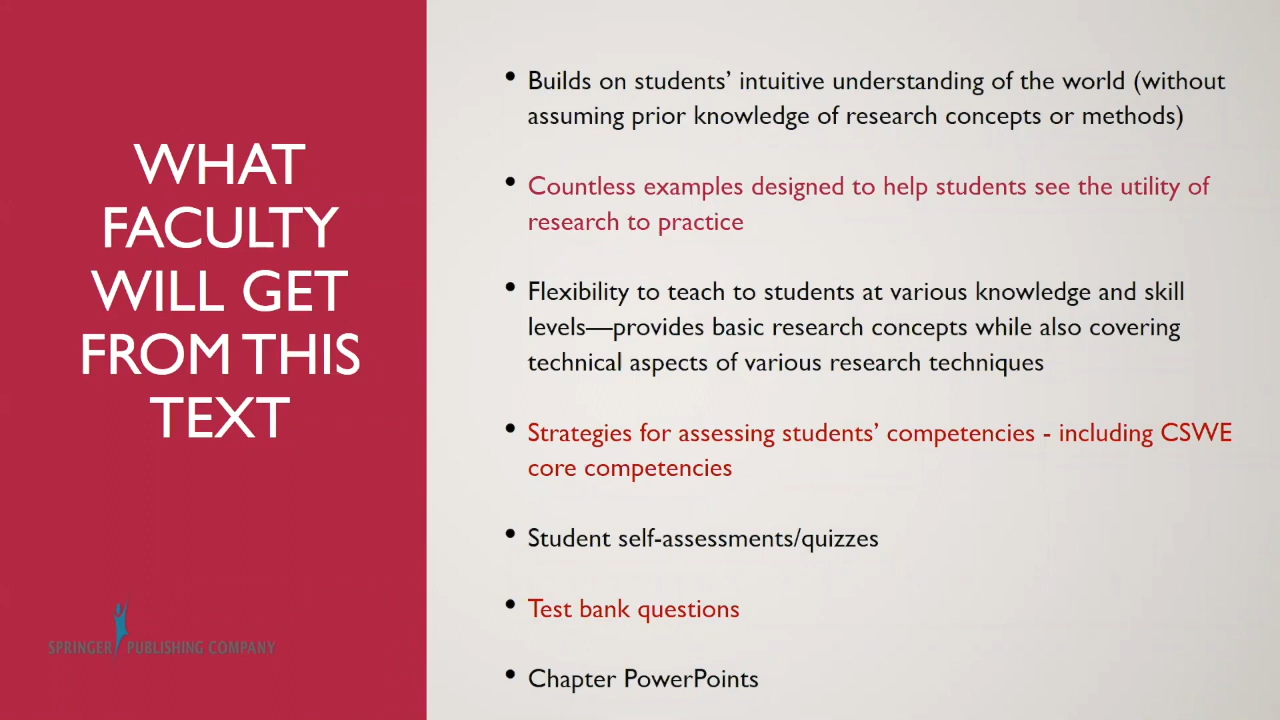 WHAT
FACULTY
WILL GET
FROM THIS
TEXT
SPRINGER PUBLISHING COMPANY
• Builds on students’ intuitive understanding of the world (without
assuming prior knowledge of research concepts or methods)
• Countless examples designed to help students see the utility of
research to practice
• Flexibility to teach to students at various knowledge and skill
levels—provides basic research concepts while also covering
technical aspects of various research techniques
• Strategies for assessing students’ competencies - including CSWE
core competencies
• Student self-assessments/quizzes
• Test bank questions
• Chapter PowerPoints